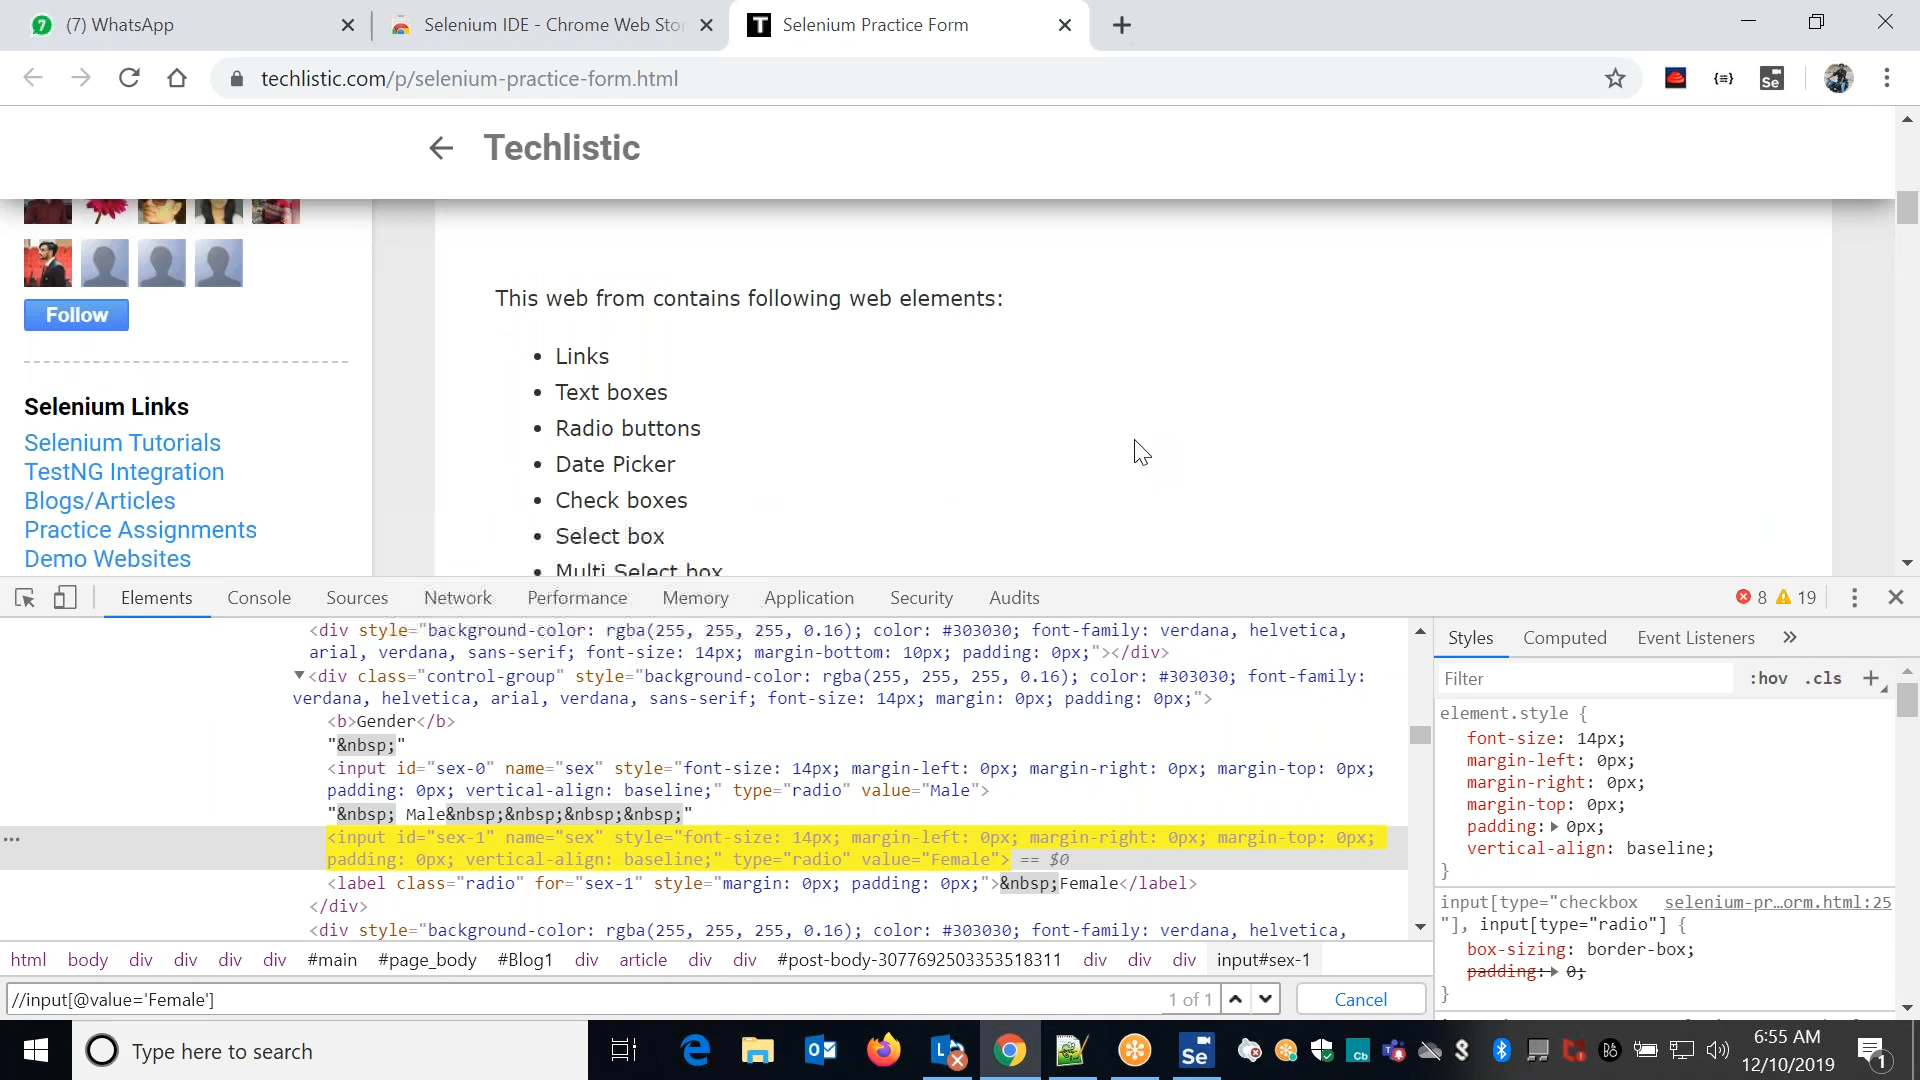 (7) WhatsApp
Selenium IDE - Chrome Web Stor
Selenium Practice Form
techlistic.com/p/selenium-practice-form.html
Techlistic
Follow
Selenium Links
Selenium Tutorials
TestNG Integration
Blogs/Articles
Practice Assignments
Demo Websites
This web from contains following web elements:
• Links
• Text boxes
• Radio buttons
• Date Picker
• Check boxes
• Select box
• Multi Select box
Elements Console Sources Network Performance Memory Application Security Audits
8 19
<div style="background-color: rgba(255, 255, 255, 0.16); color: #303030; font-family: verdana, helvetica,
arial, verdana, sans-serif; font-size: 14px; margin-bottom: 10px; padding: 0px;"></div>
▼<div class="control-group" style="background-color: rgba(255, 255, 255, 0.16); color: #303030; font-family:
verdana, helvetica, arial, verdana, sans-serif; font-size: 14px; margin: 0px; padding: 0px;">
<b>Gender</b>
"&nbsp;"
<input id="sex-0" name="sex" style="font-size: 14px; margin-left: 0px; margin-right: 0px; margin-top: 0px;
padding: 0px; vertical-align: baseline;" type="radio" value="Male">
"&nbsp; Male&nbsp;&nbsp;&nbsp;&nbsp;"
<input id="sex-1" name="sex" style="font-size: 14px; margin-left: 0px; margin-right: 0px; margin-top: 0px;
padding: 0px; vertical-align: baseline;" type="radio" value="Female"> == $0
<label class="radio" for="sex-1" style="margin: 0px; padding: 0px;">&nbsp;Female</label>
</div>
<div style="background-color: rgba(255, 255, 255, 0.16); color: #303030; font-family: verdana, helvetica,
html body div div div div #main #page_body #Blog1 div article div div #post-body-3077692503353518311 div div div input#sex-1
//input[@value='Female'] 1 of 1 Cancel
Styles Computed Event Listeners »
Filter :hov .cls +
element.style {
font-size: 14px;
margin-left: 0px;
margin-right: 0px;
margin-top: 0px;
padding:▶ 0px;
vertical-align: baseline;
}
input[type="checkbox selenium-pr…orm.html:25
"], input[type="radio"] {
box-sizing: border-box;
padding:▶ 0;
}
Type here to search
6:55 AM
12/10/2019
1